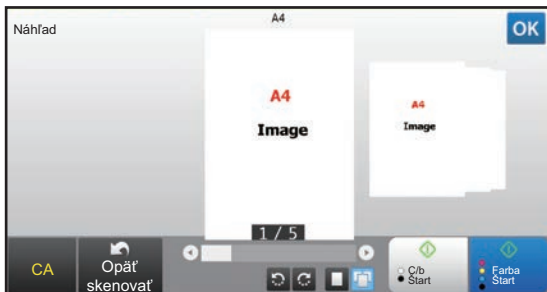 Náhľad
A4
OK
A4
Image
A4
Image
1 / 5
CA
Opäť
skenovať
Č/b
Štart
Farba
Štart